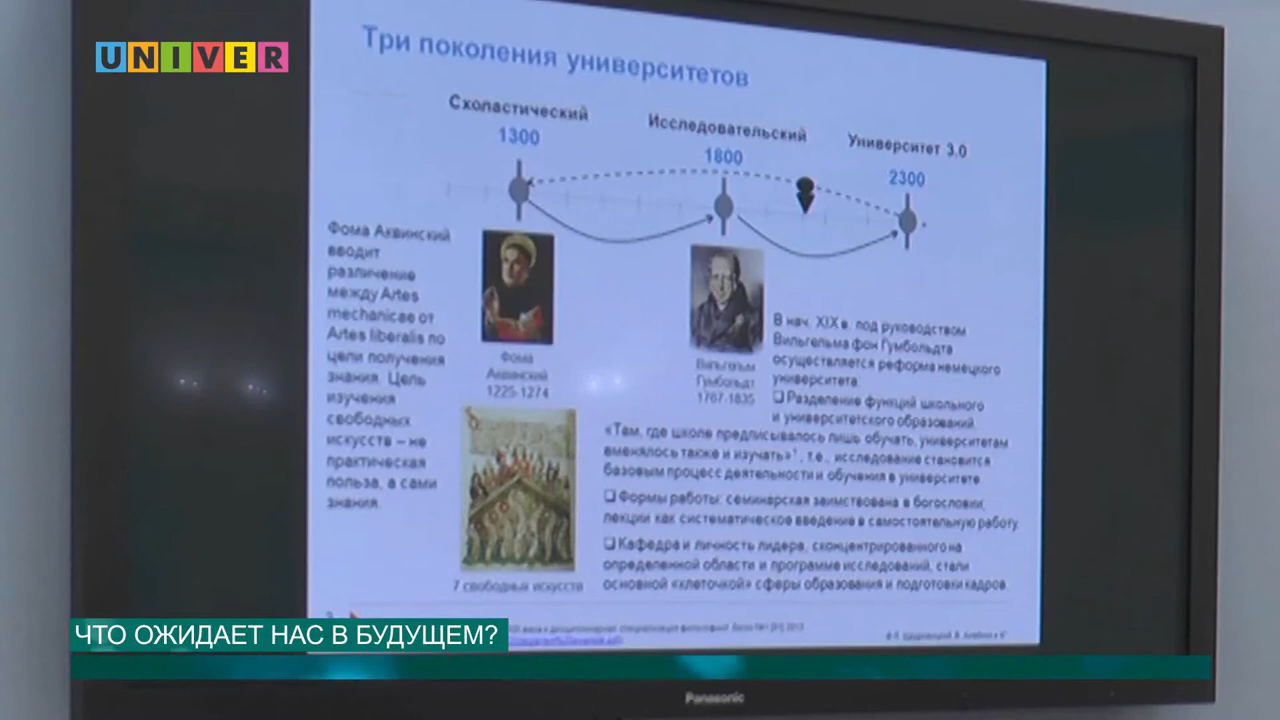 UNIVER
Три поколения университетов
Схоластический
1300
Исследовательский
1800
Университет 3.0
2300
Фома Аквинский
вводит
различение
между Artes
mechanicae от
Artes liberalis по
цели получения
знания. Цель
изучения
свободных
искусств – не
практическая
польза, а сами
знания.
Фома
Аквинский
1225-1274
Вильгельм
Гумбольдт
1767-1835
7 свободных искусств
В нач. XIX в. под руководством
Вильгельма фон Гумбольдта
осуществляется реформа немецкого
университета:
❑ Разделение функций школьного
и университетского образований.
«Там, где школе предписывалось лишь обучать, университетам
вменялось также и изучать»¹, т.е., исследование становится
базовым процесс деятельности и обучения в университете.
❑ Формы работы: семинарская заимствована в богословии,
лекции как систематическое введение в самостоятельную работу.
❑ Кафедра и личность лидера, сконцентрированного на
определенной области и программе исследований, стали
основной «клеточкой» сферы образования и подготовки кадров.
ЧТО ОЖИДАЕТ НАС В БУДУЩЕМ?
Panasonic